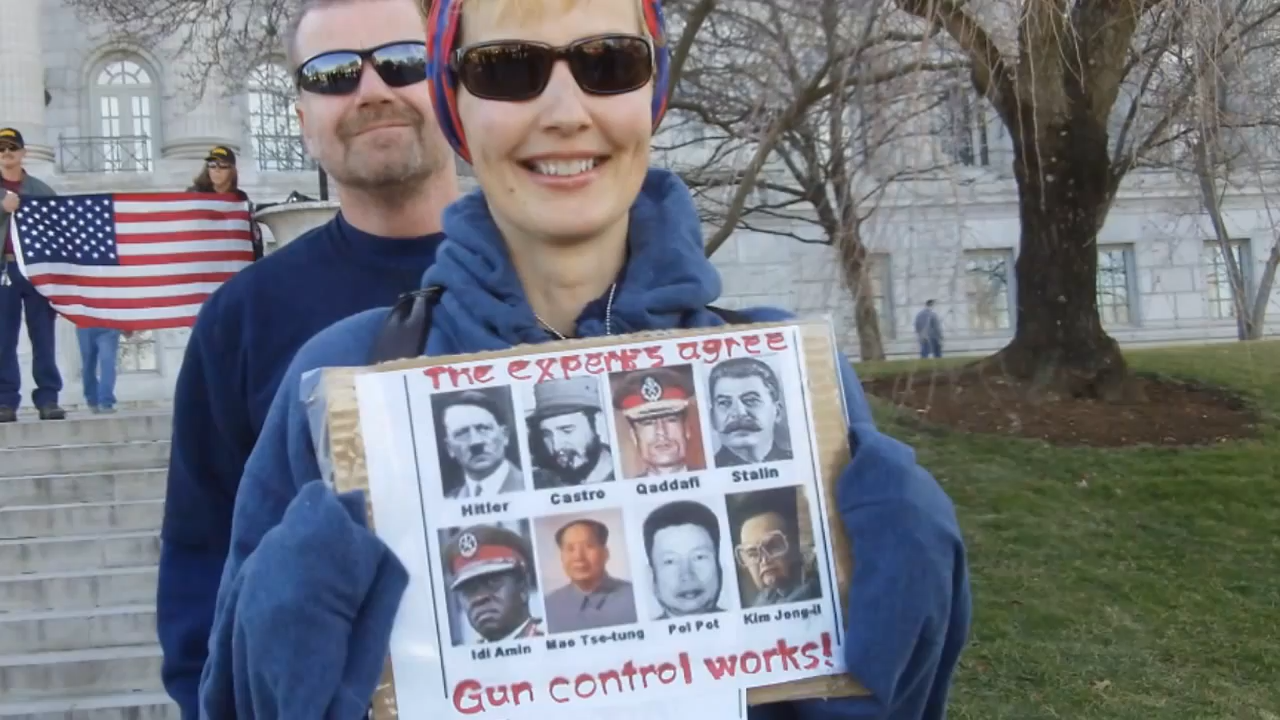 The experts agree
Hitler Castro Qaddafi Stalin
Idi Amin Mao Tse-tung Pol Pot Kim Jong-il
Gun control works!